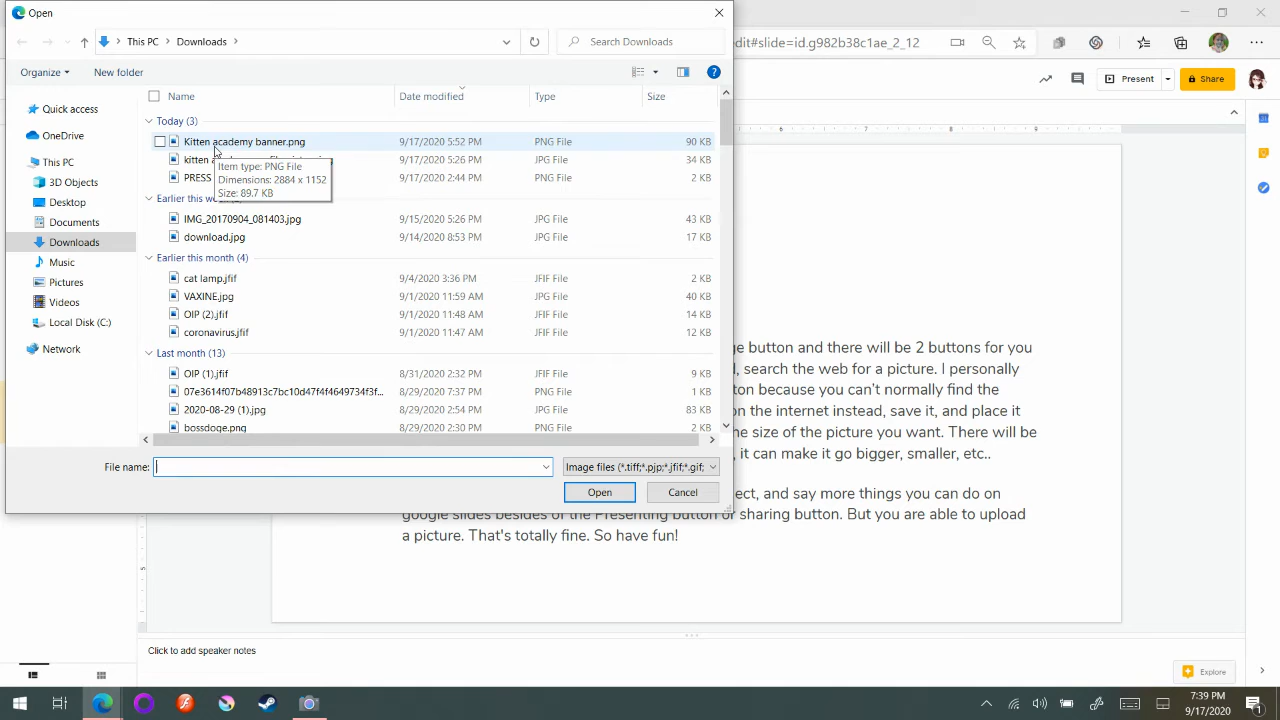 Open
edit#slide=id.g982b38c1ae_2_12
This PC
Downloads
Search Downloads
Organize
New folder
Present
Share
Name
Date modified
Type
Size
Quick access
OneDrive
This PC
3D Objects
Desktop
Documents
Downloads
Music
Pictures
Videos
Local Disk (C:)
Network
Today (3)
Kitten academy banner.png 9/17/2020 5:52 PM PNG File 90 KB
kitten 9/17/2020 5:26 PM JPG File 34 KB
PRESS 9/17/2020 2:44 PM PNG File 2 KB
Item type: PNG File
Dimensions: 2884 x 1152
Size: 89.7 KB
Earlier this
IMG_20170904_081403.jpg 9/15/2020 5:26 PM JPG File 43 KB
download.jpg 9/14/2020 8:53 PM JPG File 17 KB
Earlier this month (4)
cat lamp.jfif 9/4/2020 3:36 PM JFIF File 2 KB
VAXINE.jpg 9/1/2020 11:59 AM JPG File 40 KB
OIP (2).jfif 9/1/2020 11:48 AM JFIF File 14 KB
coronavirus.jfif 9/1/2020 11:47 AM JFIF File 12 KB
Last month (13)
OIP (1).jfif 8/31/2020 2:32 PM JFIF File 9 KB
07e3614f07b48913c7bc10d47f4f4649734f3f... 8/29/2020 7:37 PM PNG File 1 KB
2020-08-29 (1).jpg 8/29/2020 2:54 PM JPG File 83 KB
bossdoge.png 8/29/2020 2:30 PM PNG File 2 KB
File name:
Image files (*.tiff;*.pjp;*.jfif;*.gif;
Open
Cancel
7
8
9
5
ge button and there will be 2 buttons for you
, search the web for a picture. I personally
ton because you can't normally find the
on the internet instead, save it, and place it
he size of the picture you want. There will be
, it can make it go bigger, smaller, etc..
ect, and say more things you can do on
google slides besides of the Presenting button or sharing button. But you are able to upload
a picture. That's totally fine. So have fun!
Click to add speaker notes
Explore
7:39 PM
9/17/2020
1